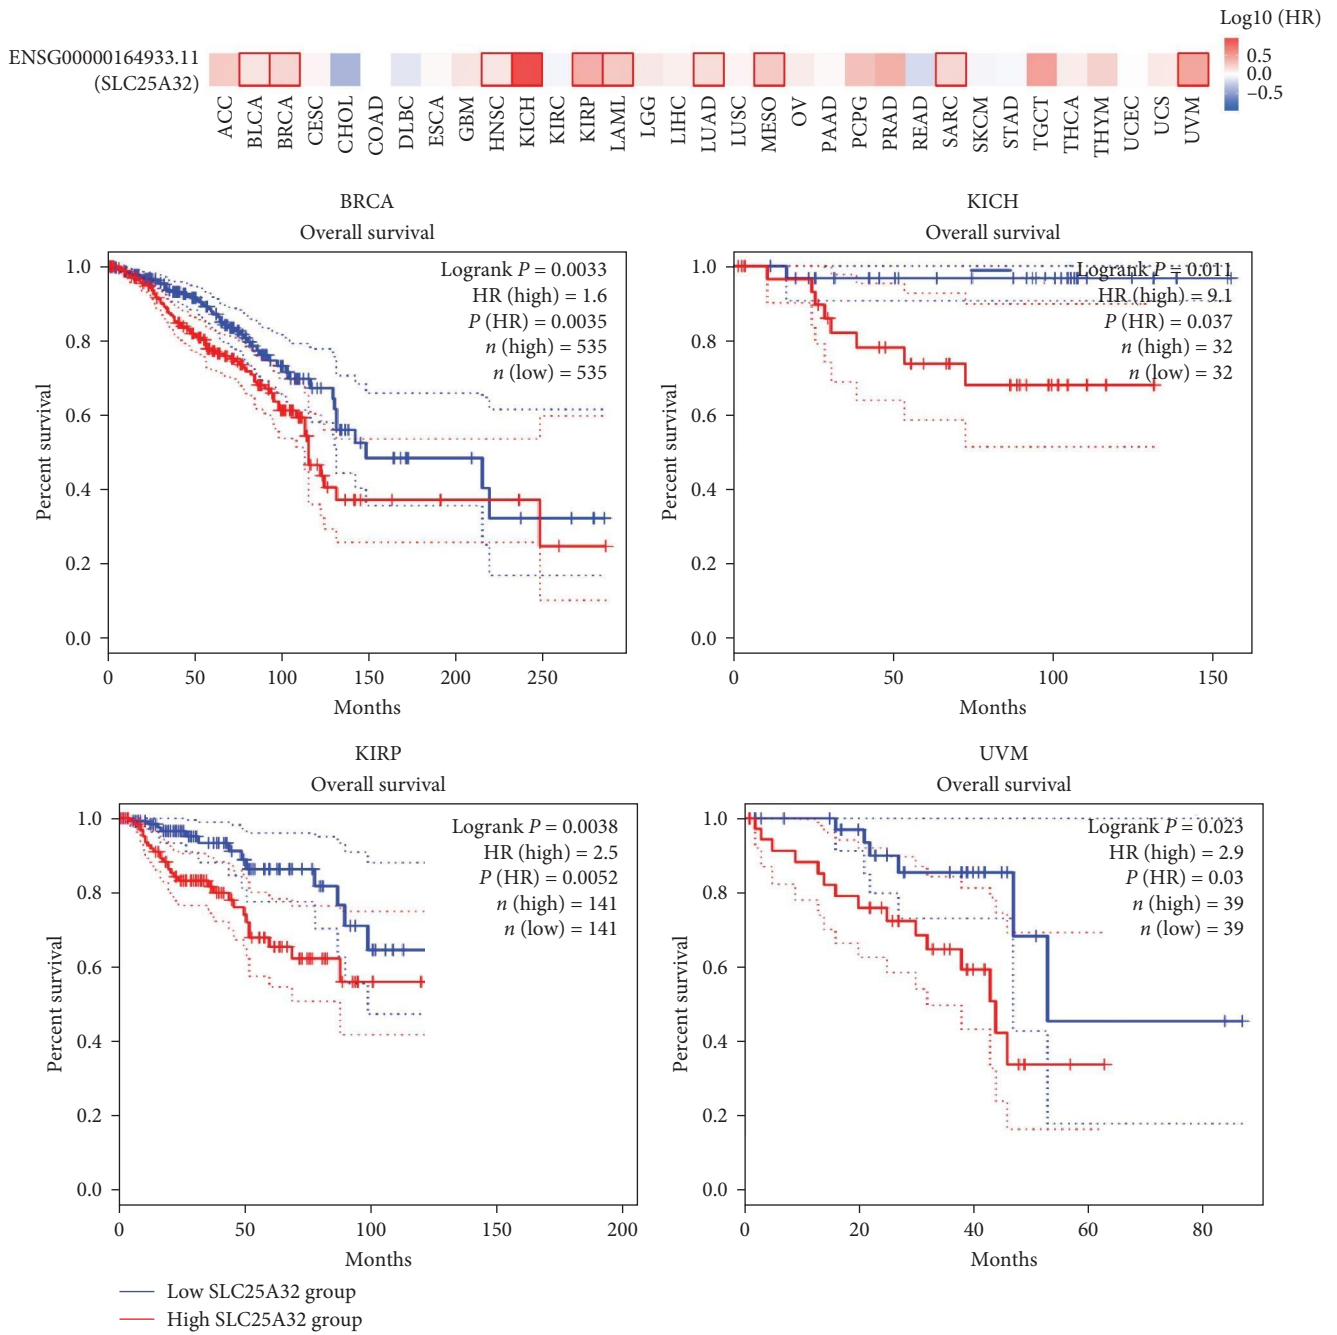 Log10 (HR)
ENSG00000164933.11
(SLC25A32)
0.5
0.0
−0.5
ACC BLCA BRCA CESC CHOL COAD DLBC ESCA GBM HNSC KICH KIRC KIRP LAML LGG LIHC LUAD LUSC MESO OV PAAD PCPG PRAD READ SARC SKCM STAD TGCT THCA THYM UCEC UCS UVM
BRCA
Overall survival
Logrank P = 0.0033
HR (high) = 1.6
P (HR) = 0.0035
n (high) = 535
n (low) = 535
Percent survival
1.0
0.8
0.6
0.4
0.2
0.0
0 50 100 150 200 250
Months
KICH
Overall survival
Logrank P = 0.011
HR (high) = 9.1
P (HR) = 0.037
n (high) = 32
n (low) = 32
Percent survival
1.0
0.8
0.6
0.4
0.2
0.0
0 50 100 150
Months
KIRP
Overall survival
Logrank P = 0.0038
HR (high) = 2.5
P (HR) = 0.0052
n (high) = 141
n (low) = 141
Percent survival
1.0
0.8
0.6
0.4
0.2
0.0
0 50 100 150 200
Months
UVM
Overall survival
Logrank P = 0.023
HR (high) = 2.9
P (HR) = 0.03
n (high) = 39
n (low) = 39
Percent survival
1.0
0.8
0.6
0.4
0.2
0.0
0 20 40 60 80
Months
Low SLC25A32 group
High SLC25A32 group